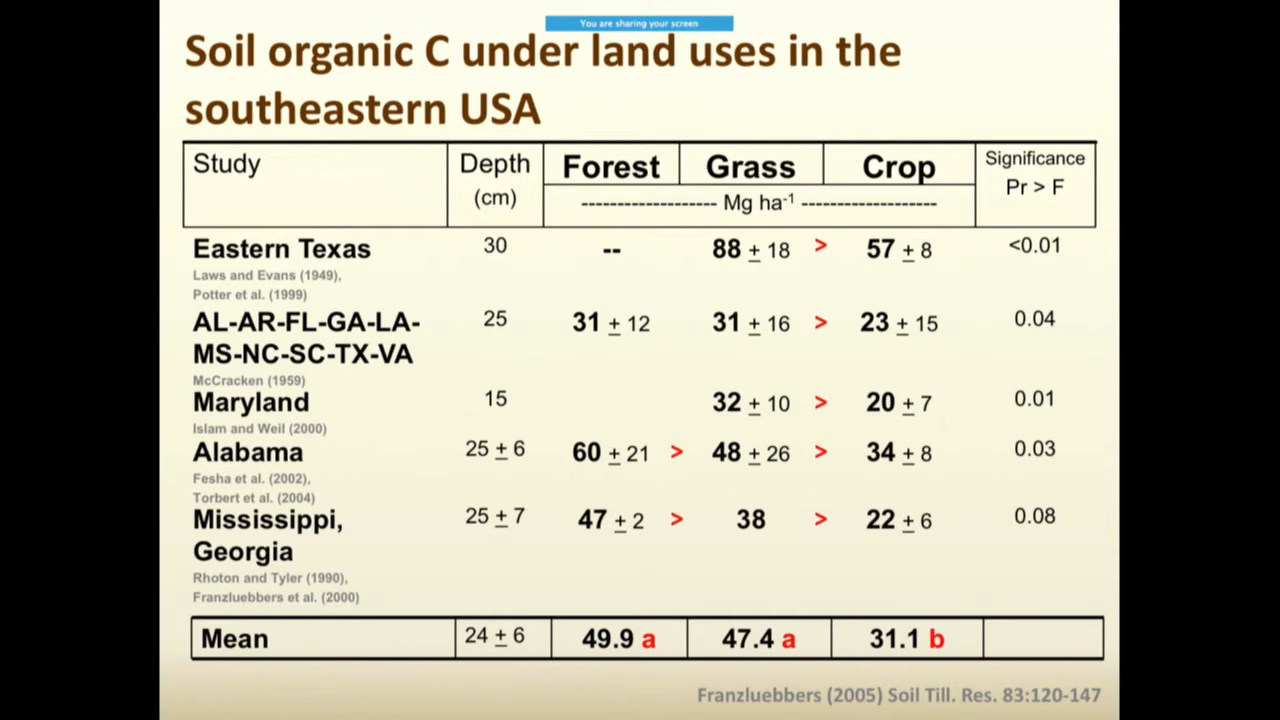 You are sharing your screen
Soil organic C under land uses in the
southeastern USA
Study Depth (cm) Forest Grass Crop Significance Pr > F
------------------- Mg ha-1 -------------------
Eastern Texas 30 -- 88 ± 18 > 57 ± 8 <0.01
Laws and Evans (1949),
Potter et al. (1999)
AL-AR-FL-GA-LA- 25 31 ± 12 31 ± 16 > 23 ± 15 0.04
MS-NC-SC-TX-VA
McCracken (1959)
Maryland 15 32 ± 10 > 20 ± 7 0.01
Islam and Weil (2000)
Alabama 25 ± 6 60 ± 21 > 48 ± 26 > 34 ± 8 0.03
Fesha et al. (2002),
Torbert et al. (2004)
Mississippi, 25 ± 7 47 ± 2 > 38 > 22 ± 6 0.08
Georgia
Rhoton and Tyler (1990),
Franzluebbers et al. (2000)
Mean 24 ± 6 49.9 a 47.4 a 31.1 b
Franzluebbers (2005) Soil Till. Res. 83:120-147